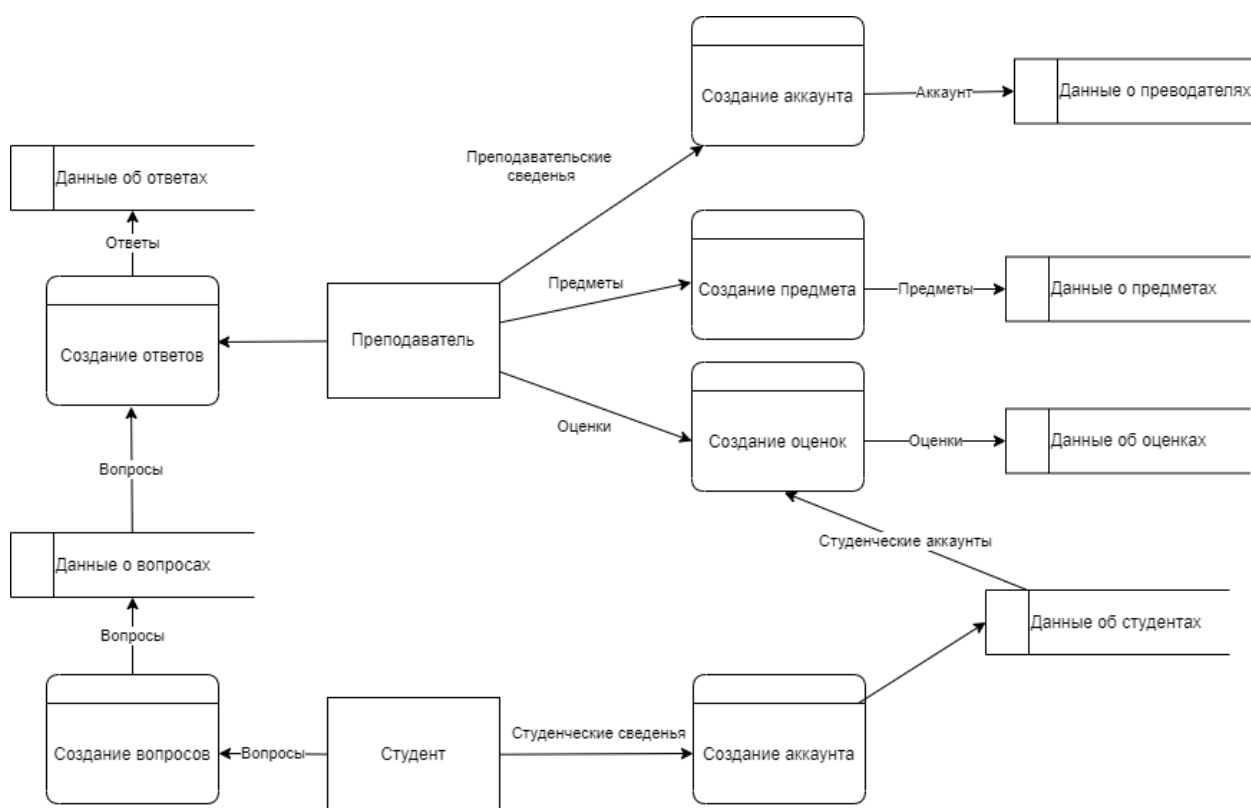 Создание аккаунта
Аккаунт
Данные о преводателях
Преподавательские
сведенья
Данные об ответах
Ответы
Предметы
Создание предмета
Предметы
Данные о предметах
Создание ответов
Преподаватель
Оценки
Создание оценок
Оценки
Данные об оценках
Вопросы
Студенческие аккаунты
Данные о вопросах
Данные об студентах
Вопросы
Создание вопросов
Вопросы
Студент
Студенческие сведенья
Создание аккаунта